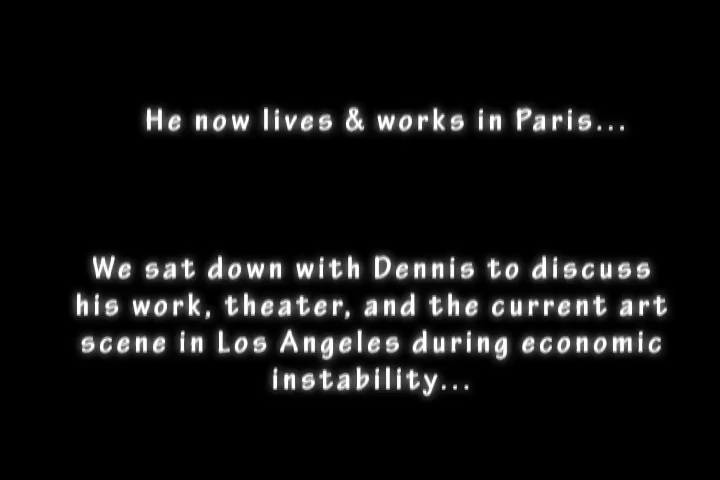 He now lives & works in Paris...
We sat down with Dennis to discuss
his work, theater, and the current art
scene in Los Angeles during economic
instability...